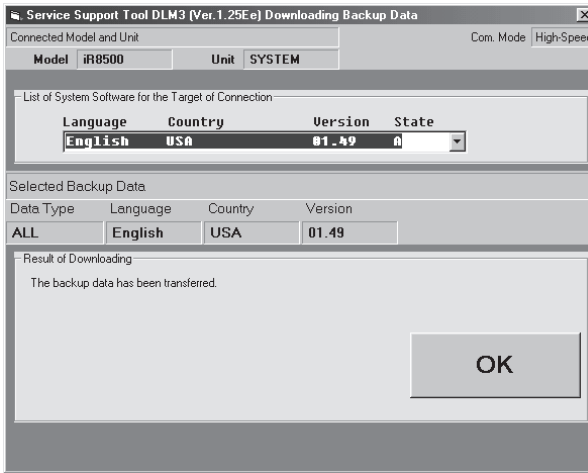 Service Support Tool DLM3 (Ver.1.25Ee) Downloading Backup Data
Connected Model and Unit Com. Mode High-Speed
Model iR8500 Unit SYSTEM
List of System Software for the Target of Connection
Language Country Version State
English USA 01.49 A
Selected Backup Data
Data Type Language Country Version
ALL English USA 01.49
Result of Downloading
The backup data has been transferred.
OK